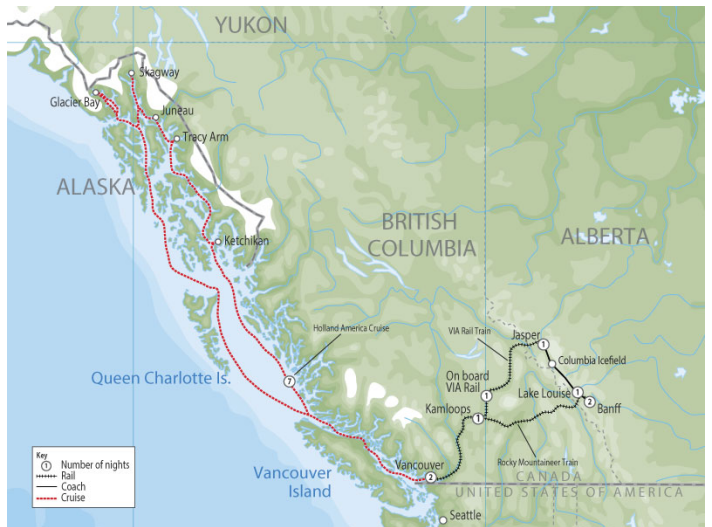 YUKON
Skagway
Glacier Bay
Juneau
Tracy Arm
ALASKA
Ketchikan
BRITISH
COLUMBIA
ALBERTA
Holland America Cruise
7
VIA Rail Train
Jasper
1
Columbia Icefield
Queen Charlotte Is.
On board
VIA Rail
1
Lake Louise
1
2
Banff
Kamloops
1
Rocky Mountaineer Train
Vancouver
2
Vancouver
Island
CANADA
UNITED STATES OF AMERICA
Seattle
Key
1 Number of nights
Rail
Coach
Cruise